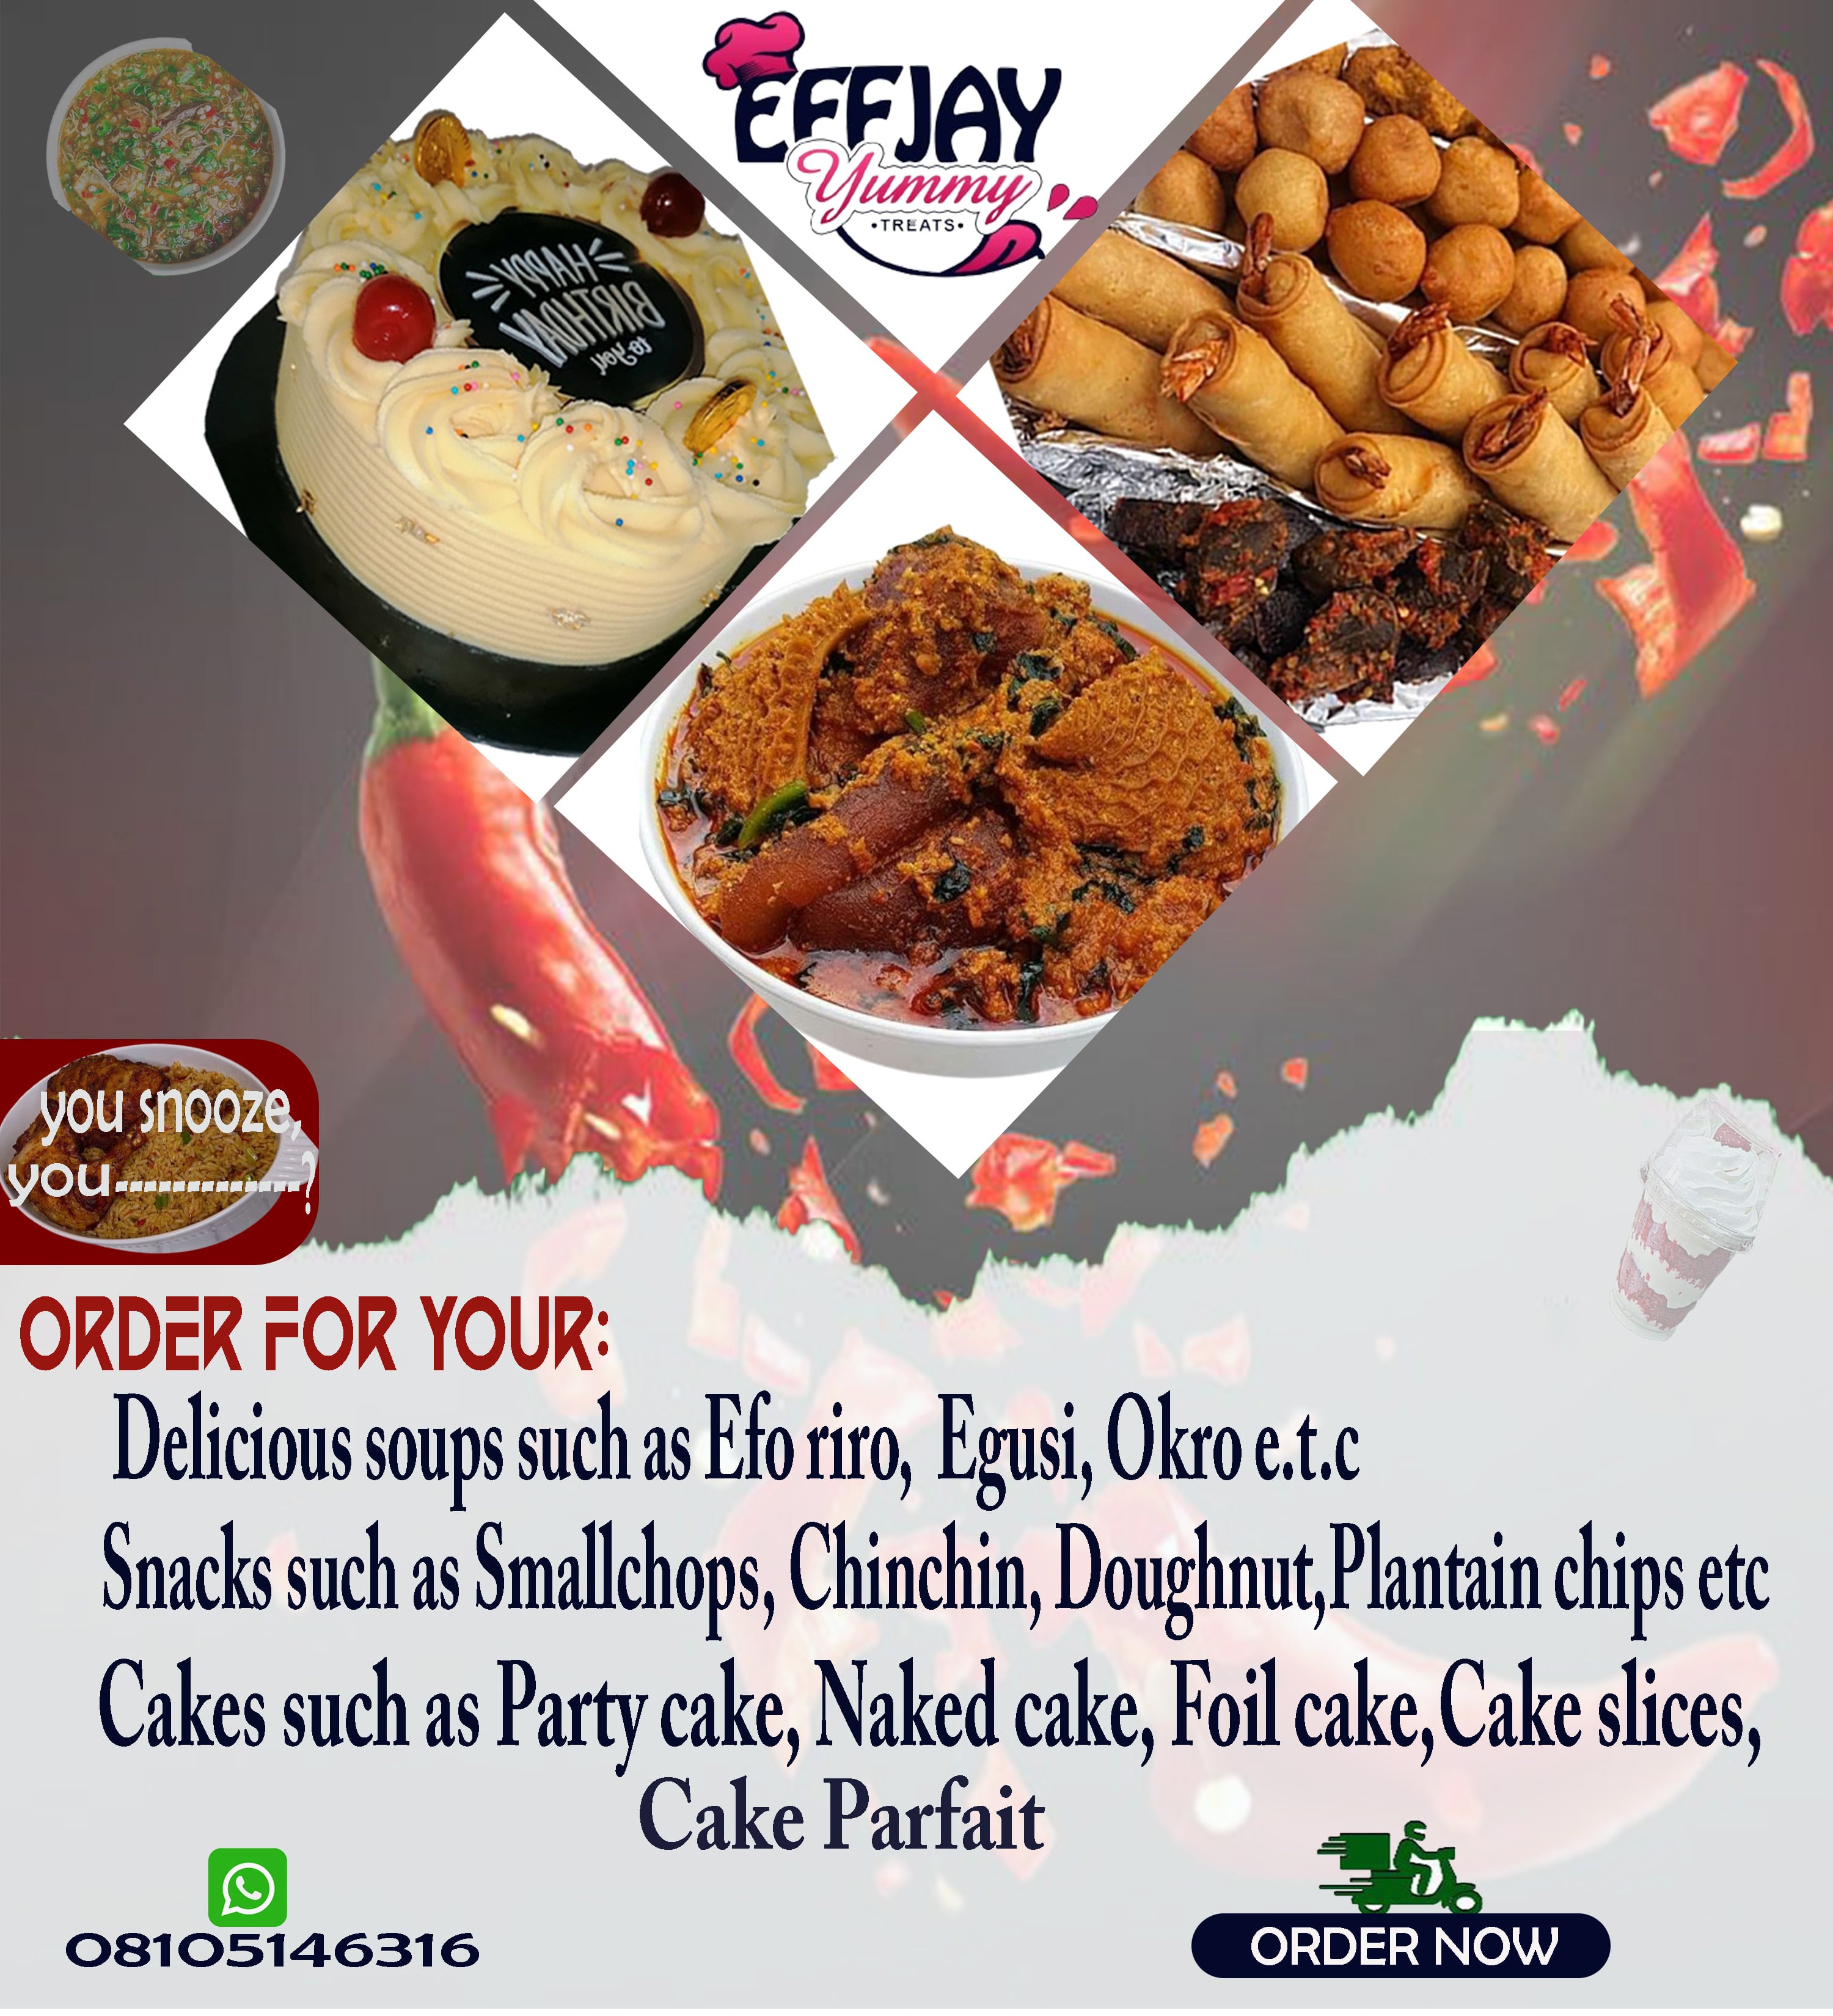 EFFJAY
Yummy
•TREATS•
HAPPY
BIRTHDAY
to you
you snooze,
you-------------?
ORDER FOR YOUR:
Delicious soups such as Efo riro, Egusi, Okro e.t.c
Snacks such as Smallchops, Chinchin, Doughnut,Plantain chips etc
Cakes such as Party cake, Naked cake, Foil cake,Cake slices,
Cake Parfait
08105146316
ORDER NOW